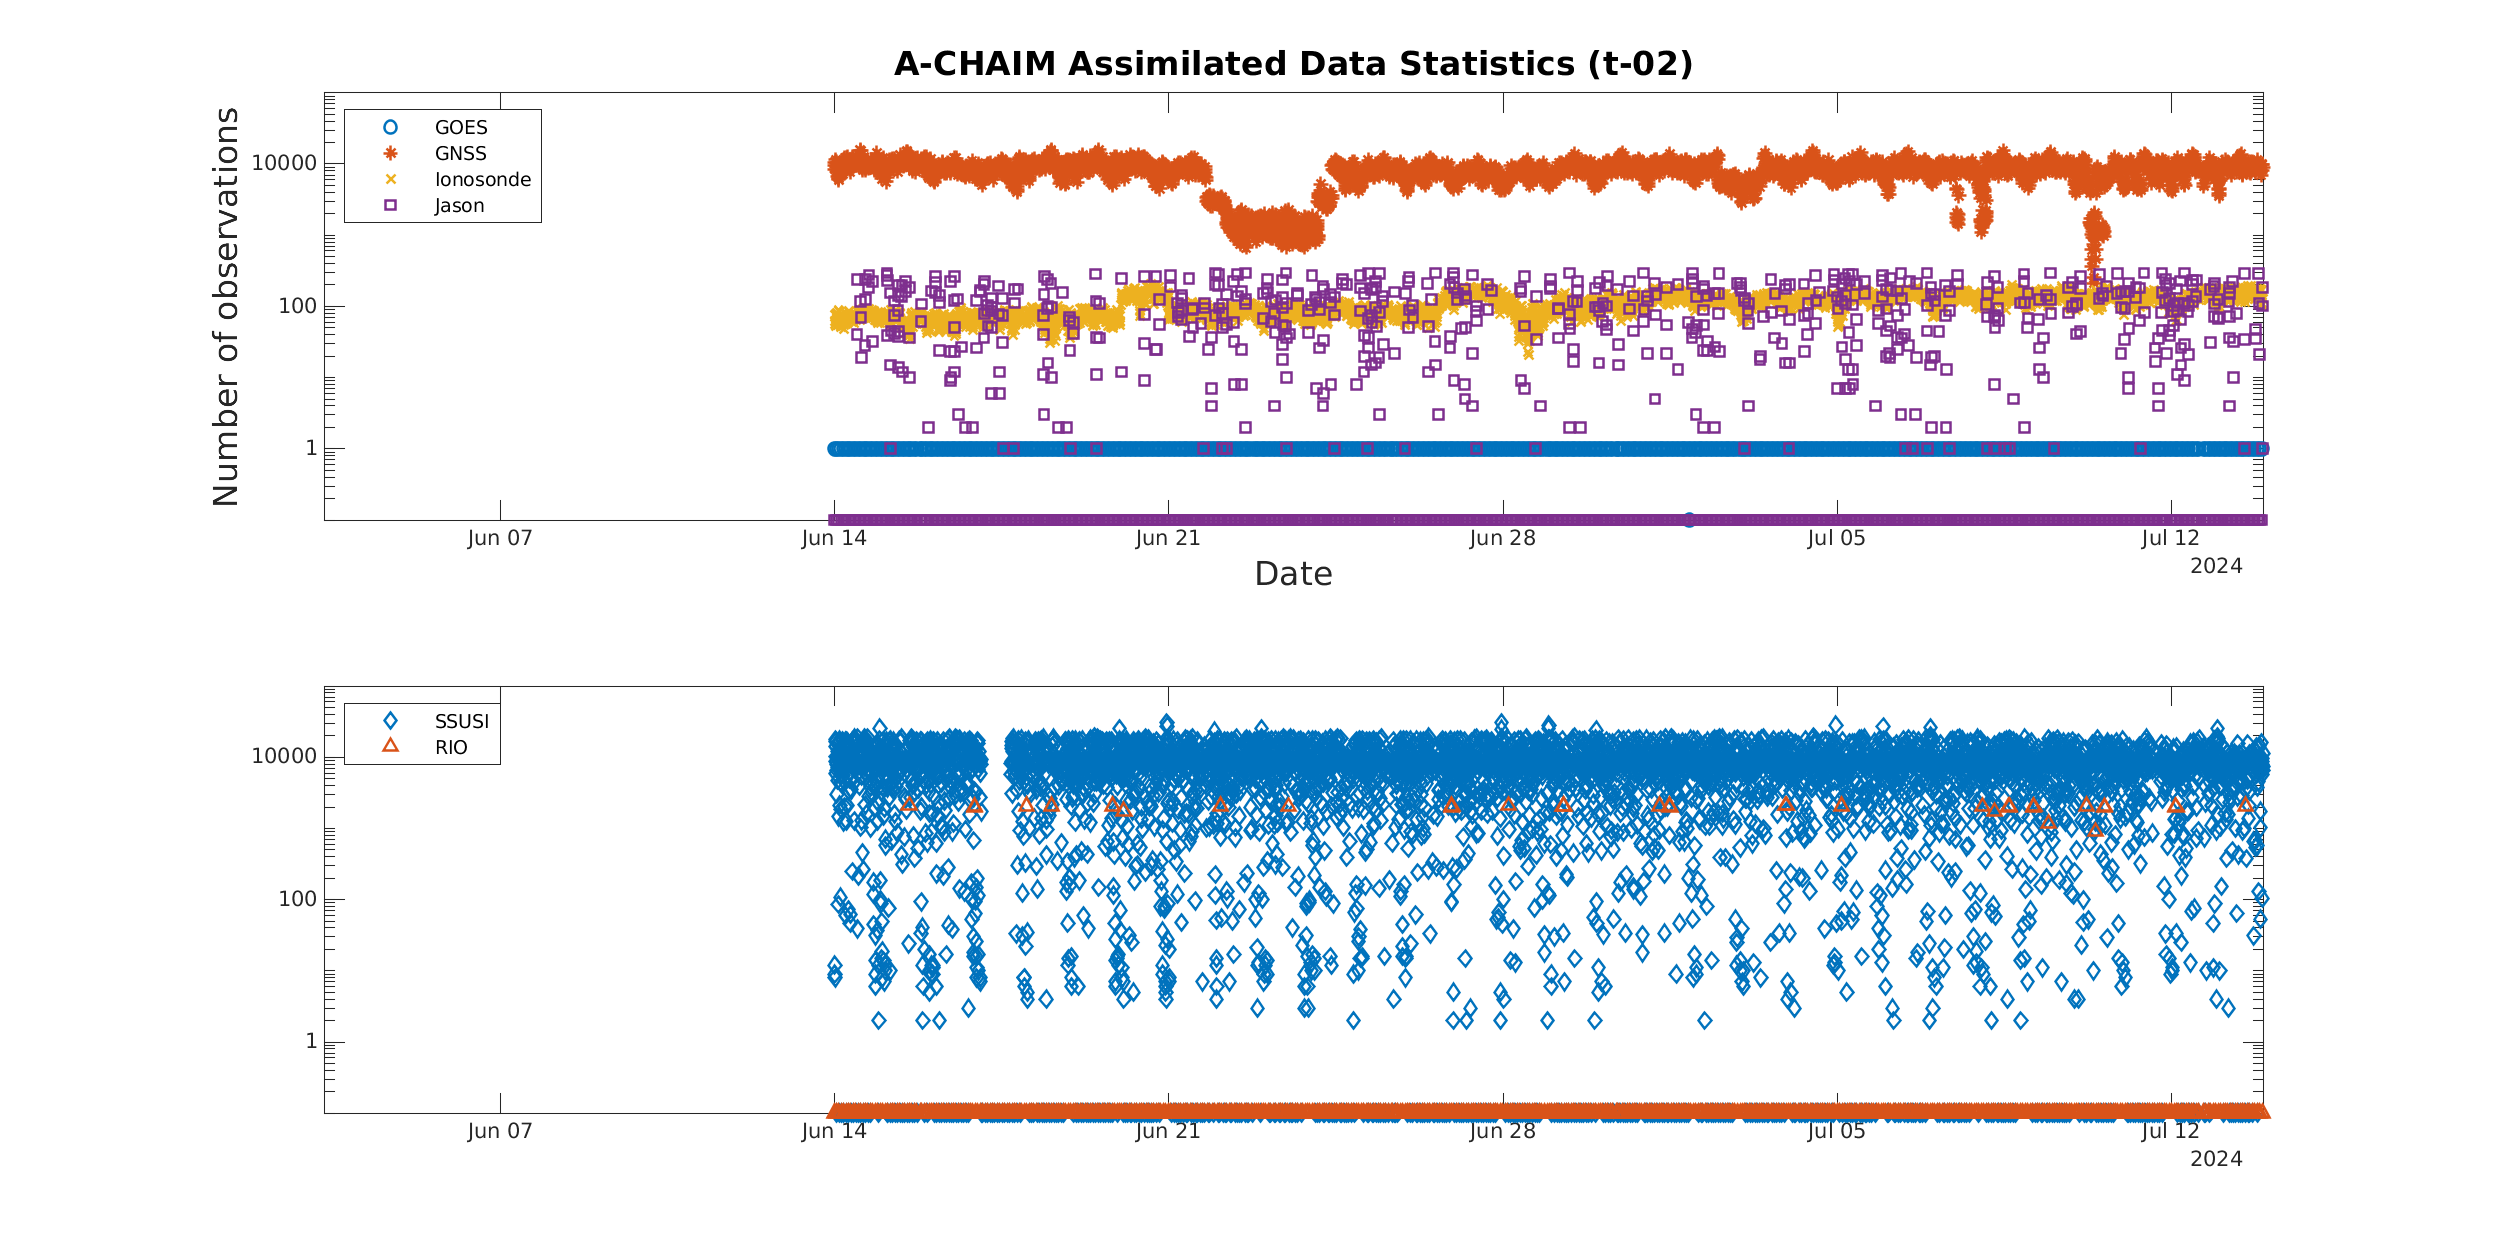 A-CHAIM Assimilated Data Statistics (t-02)
Number of observations
10000
100
1
GOES
GNSS
Ionosonde
Jason
Jun 07
Jun 14
Jun 21
Jun 28
Jul 05
Jul 12
2024
Date
10000
100
1
SSUSI
RIO
Jun 07
Jun 14
Jun 21
Jun 28
Jul 05
Jul 12
2024